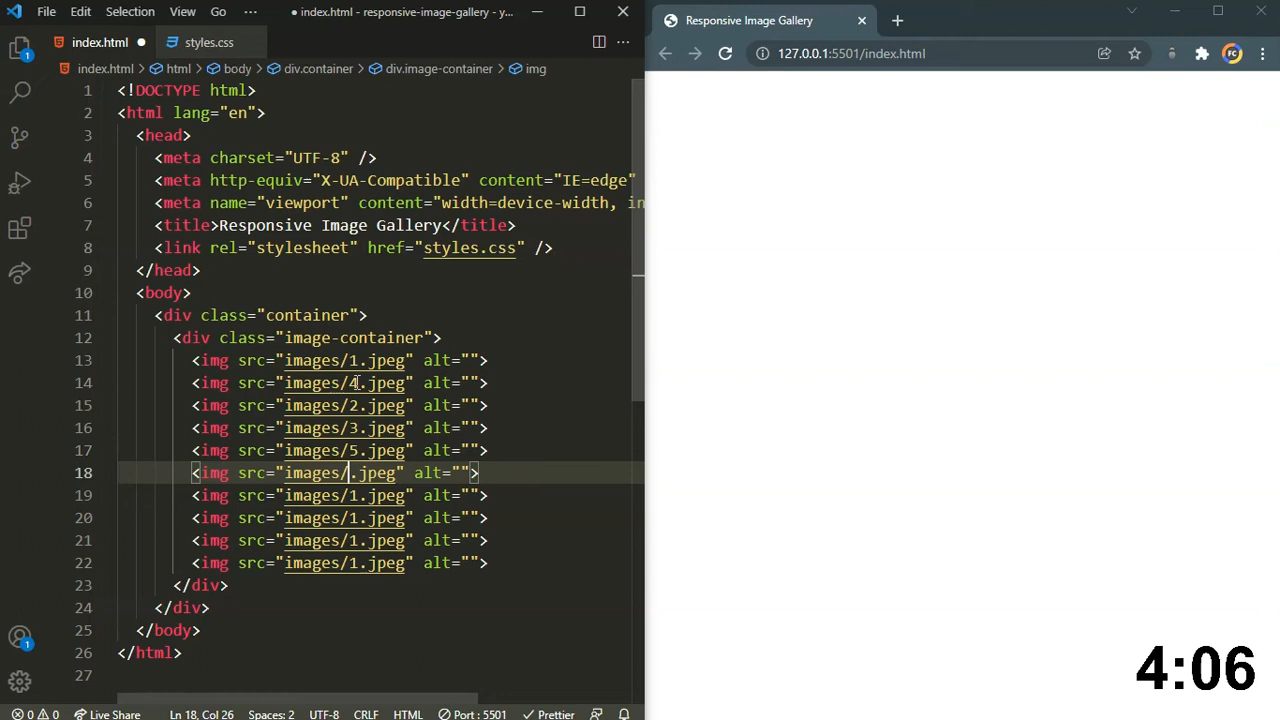 File Edit Selection View Go ... ● index.html - responsive-image-gallery - y...
Responsive Image Gallery
index.html
styles.css
127.0.0.1:5501/index.html
index.html > html > body > div.container > div.image-container > img
1 <!DOCTYPE html>
2 <html lang="en">
3 <head>
4 <meta charset="UTF-8" />
5 <meta http-equiv="X-UA-Compatible" content="IE=edge"
6 <meta name="viewport" content="width=device-width, in
7 <title>Responsive Image Gallery</title>
8 <link rel="stylesheet" href="styles.css" />
9 </head>
10 <body>
11 <div class="container">
12 <div class="image-container">
13 <img src="images/1.jpeg" alt="">
14 <img src="images/4.jpeg" alt="">
15 <img src="images/2.jpeg" alt="">
16 <img src="images/3.jpeg" alt="">
17 <img src="images/5.jpeg" alt="">
18 <img src="images/.jpeg" alt="">
19 <img src="images/1.jpeg" alt="">
20 <img src="images/1.jpeg" alt="">
21 <img src="images/1.jpeg" alt="">
22 <img src="images/1.jpeg" alt="">
23 </div>
24 </div>
25 </body>
26 </html>
27
1
1
FC
4:06
0 0 Live Share Ln 18, Col 26 Spaces: 2 UTF-8 CRLF HTML Port : 5501 Prettier